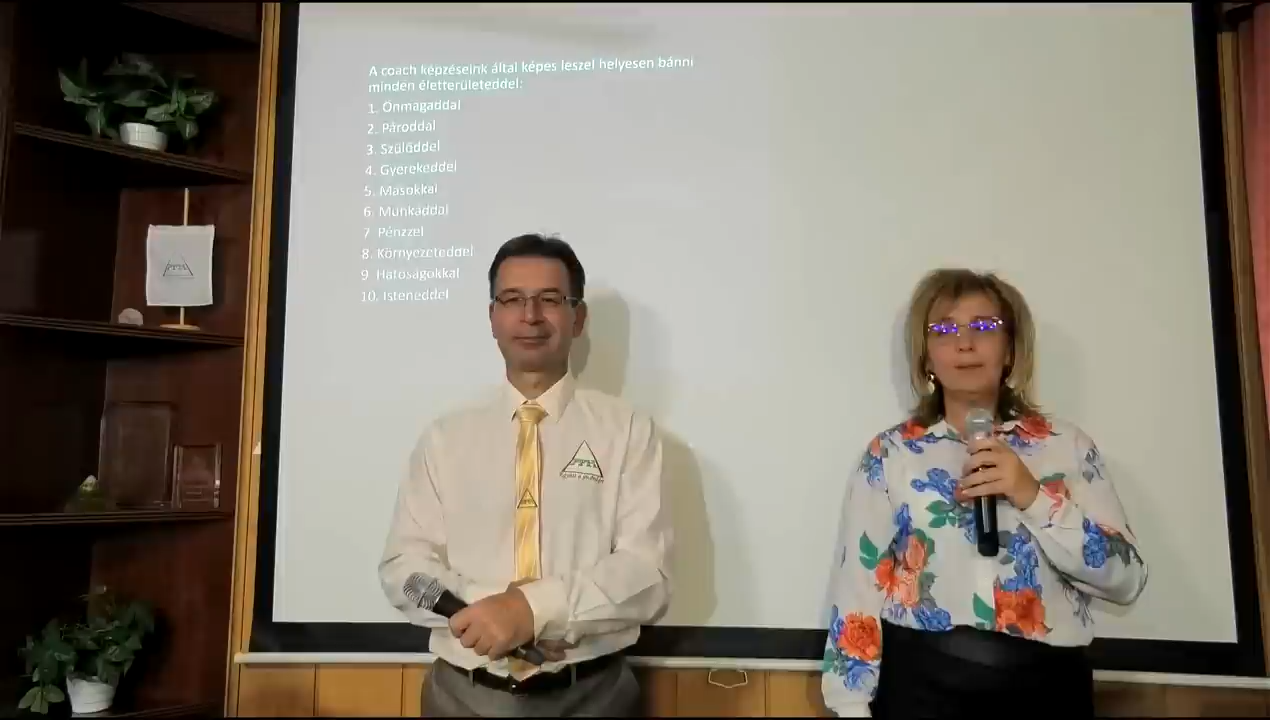 A coach képzéseink által képes leszel helyesen bánni
minden életterületeddel:
1. Önmagaddal
2. Pároddal
3. Szülőddel
4. Gyerekeddel
5. Másokkal
6. Munkáddal
7 Pénzzel
8. Környezeteddel
9 Hatóságokkal
10. Isteneddel